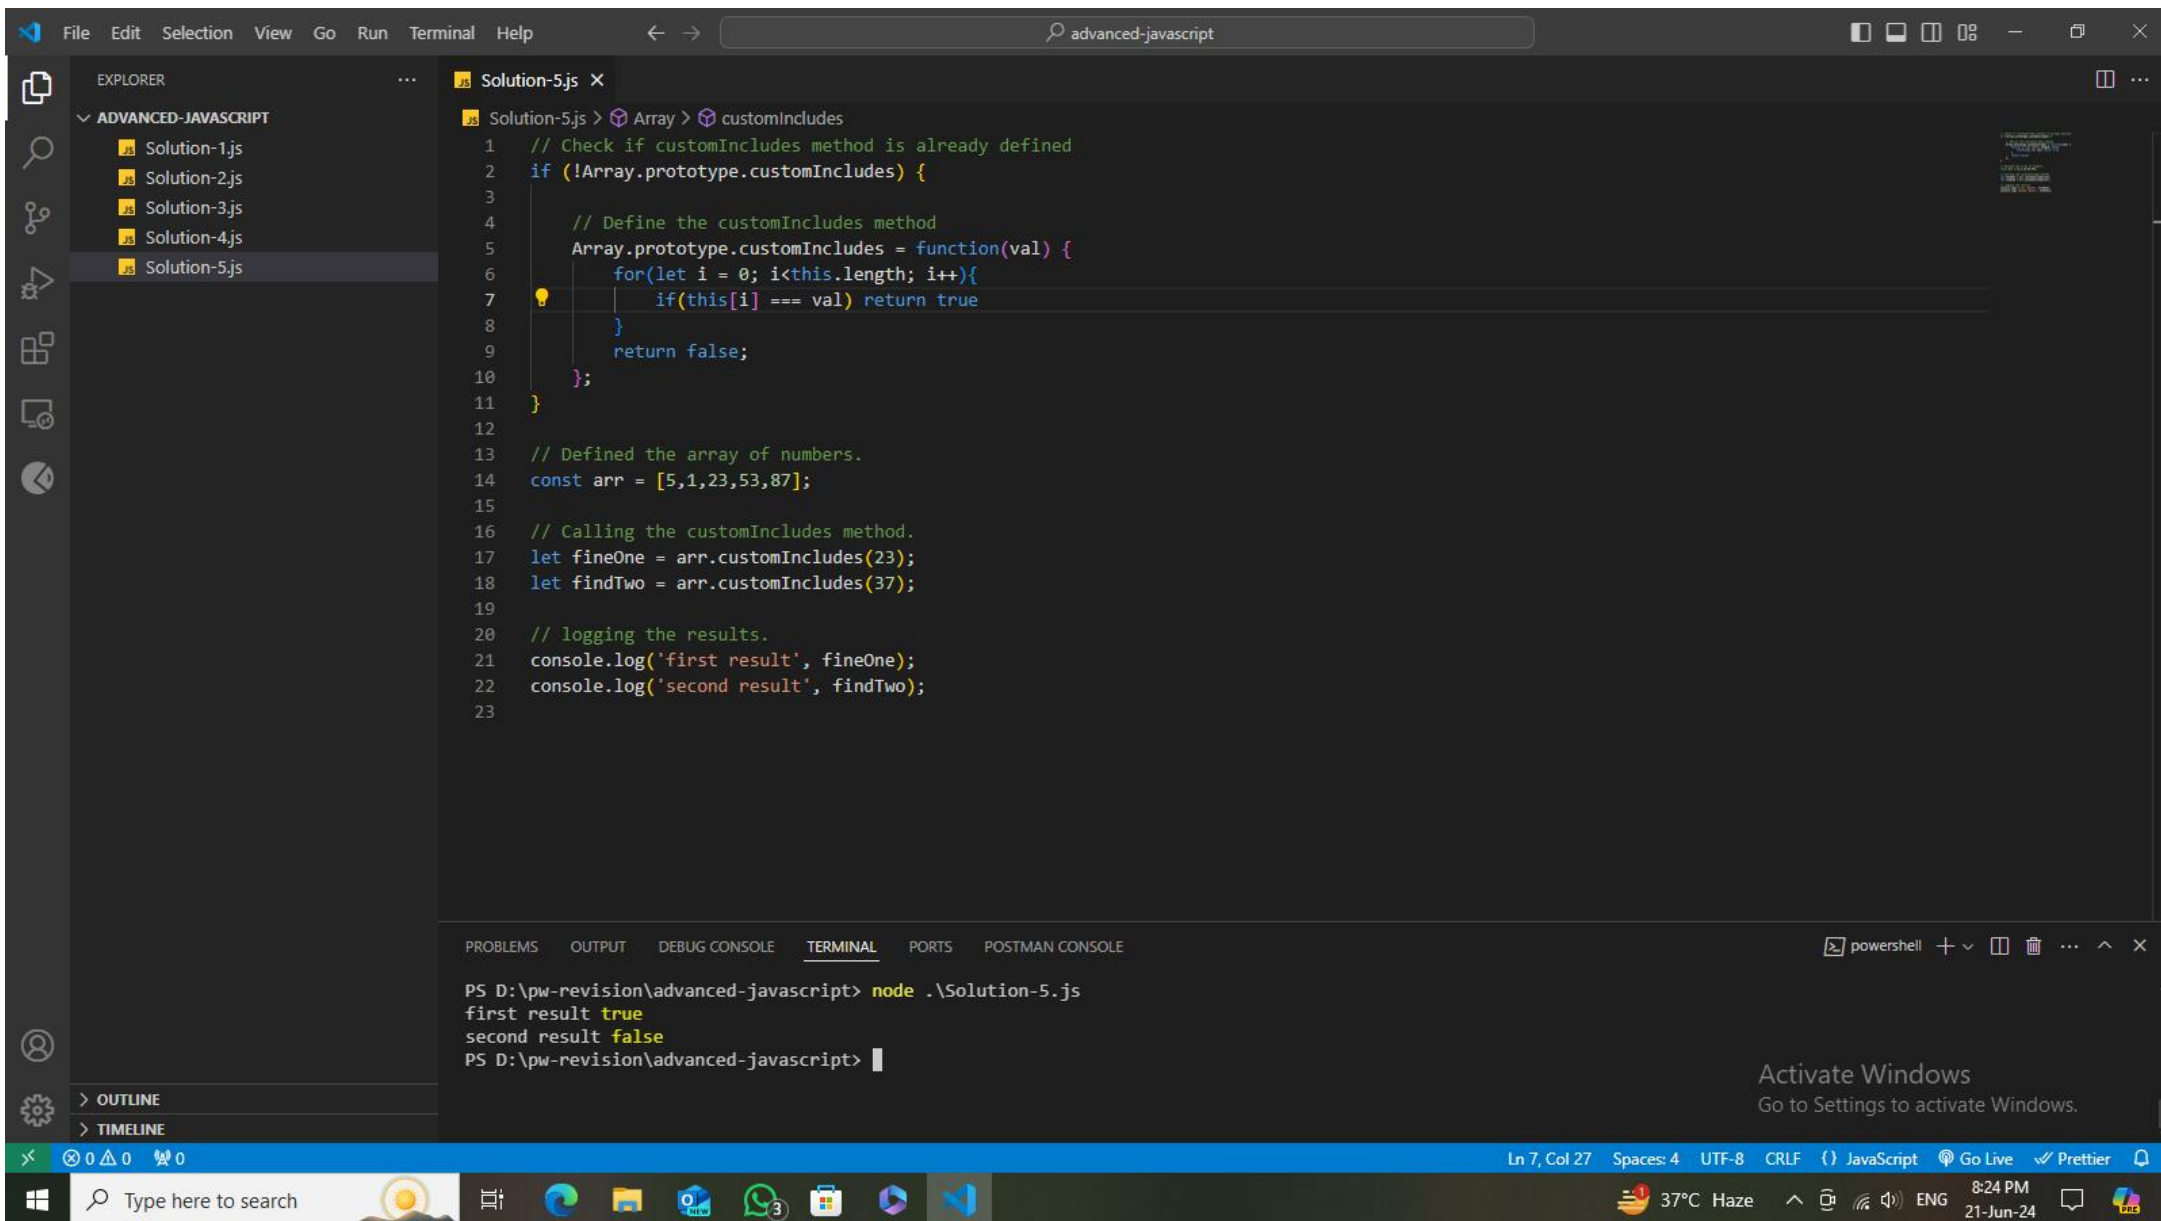 File Edit Selection View Go Run Terminal Help
advanced-javascript
EXPLORER
ADVANCED-JAVASCRIPT
Solution-1.js
Solution-2.js
Solution-3.js
Solution-4.js
Solution-5.js
OUTLINE
TIMELINE
Solution-5.js
Solution-5.js > Array > customIncludes
1 // Check if customIncludes method is already defined
2 if (!Array.prototype.customIncludes) {
3
4     // Define the customIncludes method
5     Array.prototype.customIncludes = function(val) {
6         for(let i = 0; i<this.length; i++){
7             if(this[i] === val) return true
8         }
9         return false;
10     };
11 }
12
13 // Defined the array of numbers.
14 const arr = [5,1,23,53,87];
15
16 // Calling the customIncludes method.
17 let fineOne = arr.customIncludes(23);
18 let findTwo = arr.customIncludes(37);
19
20 // logging the results.
21 console.log('first result', fineOne);
22 console.log('second result', findTwo);
23
PROBLEMS OUTPUT DEBUG CONSOLE TERMINAL PORTS POSTMAN CONSOLE
powershell
PS D:\pw-revision\advanced-javascript> node .\Solution-5.js
first result true
second result false
PS D:\pw-revision\advanced-javascript>
Activate Windows
Go to Settings to activate Windows.
0 0 0
Ln 7, Col 27 Spaces: 4 UTF-8 CRLF {} JavaScript Go Live Prettier
Type here to search
NEW
3
1
37°C Haze
ENG
8:24 PM
21-Jun-24
PRE